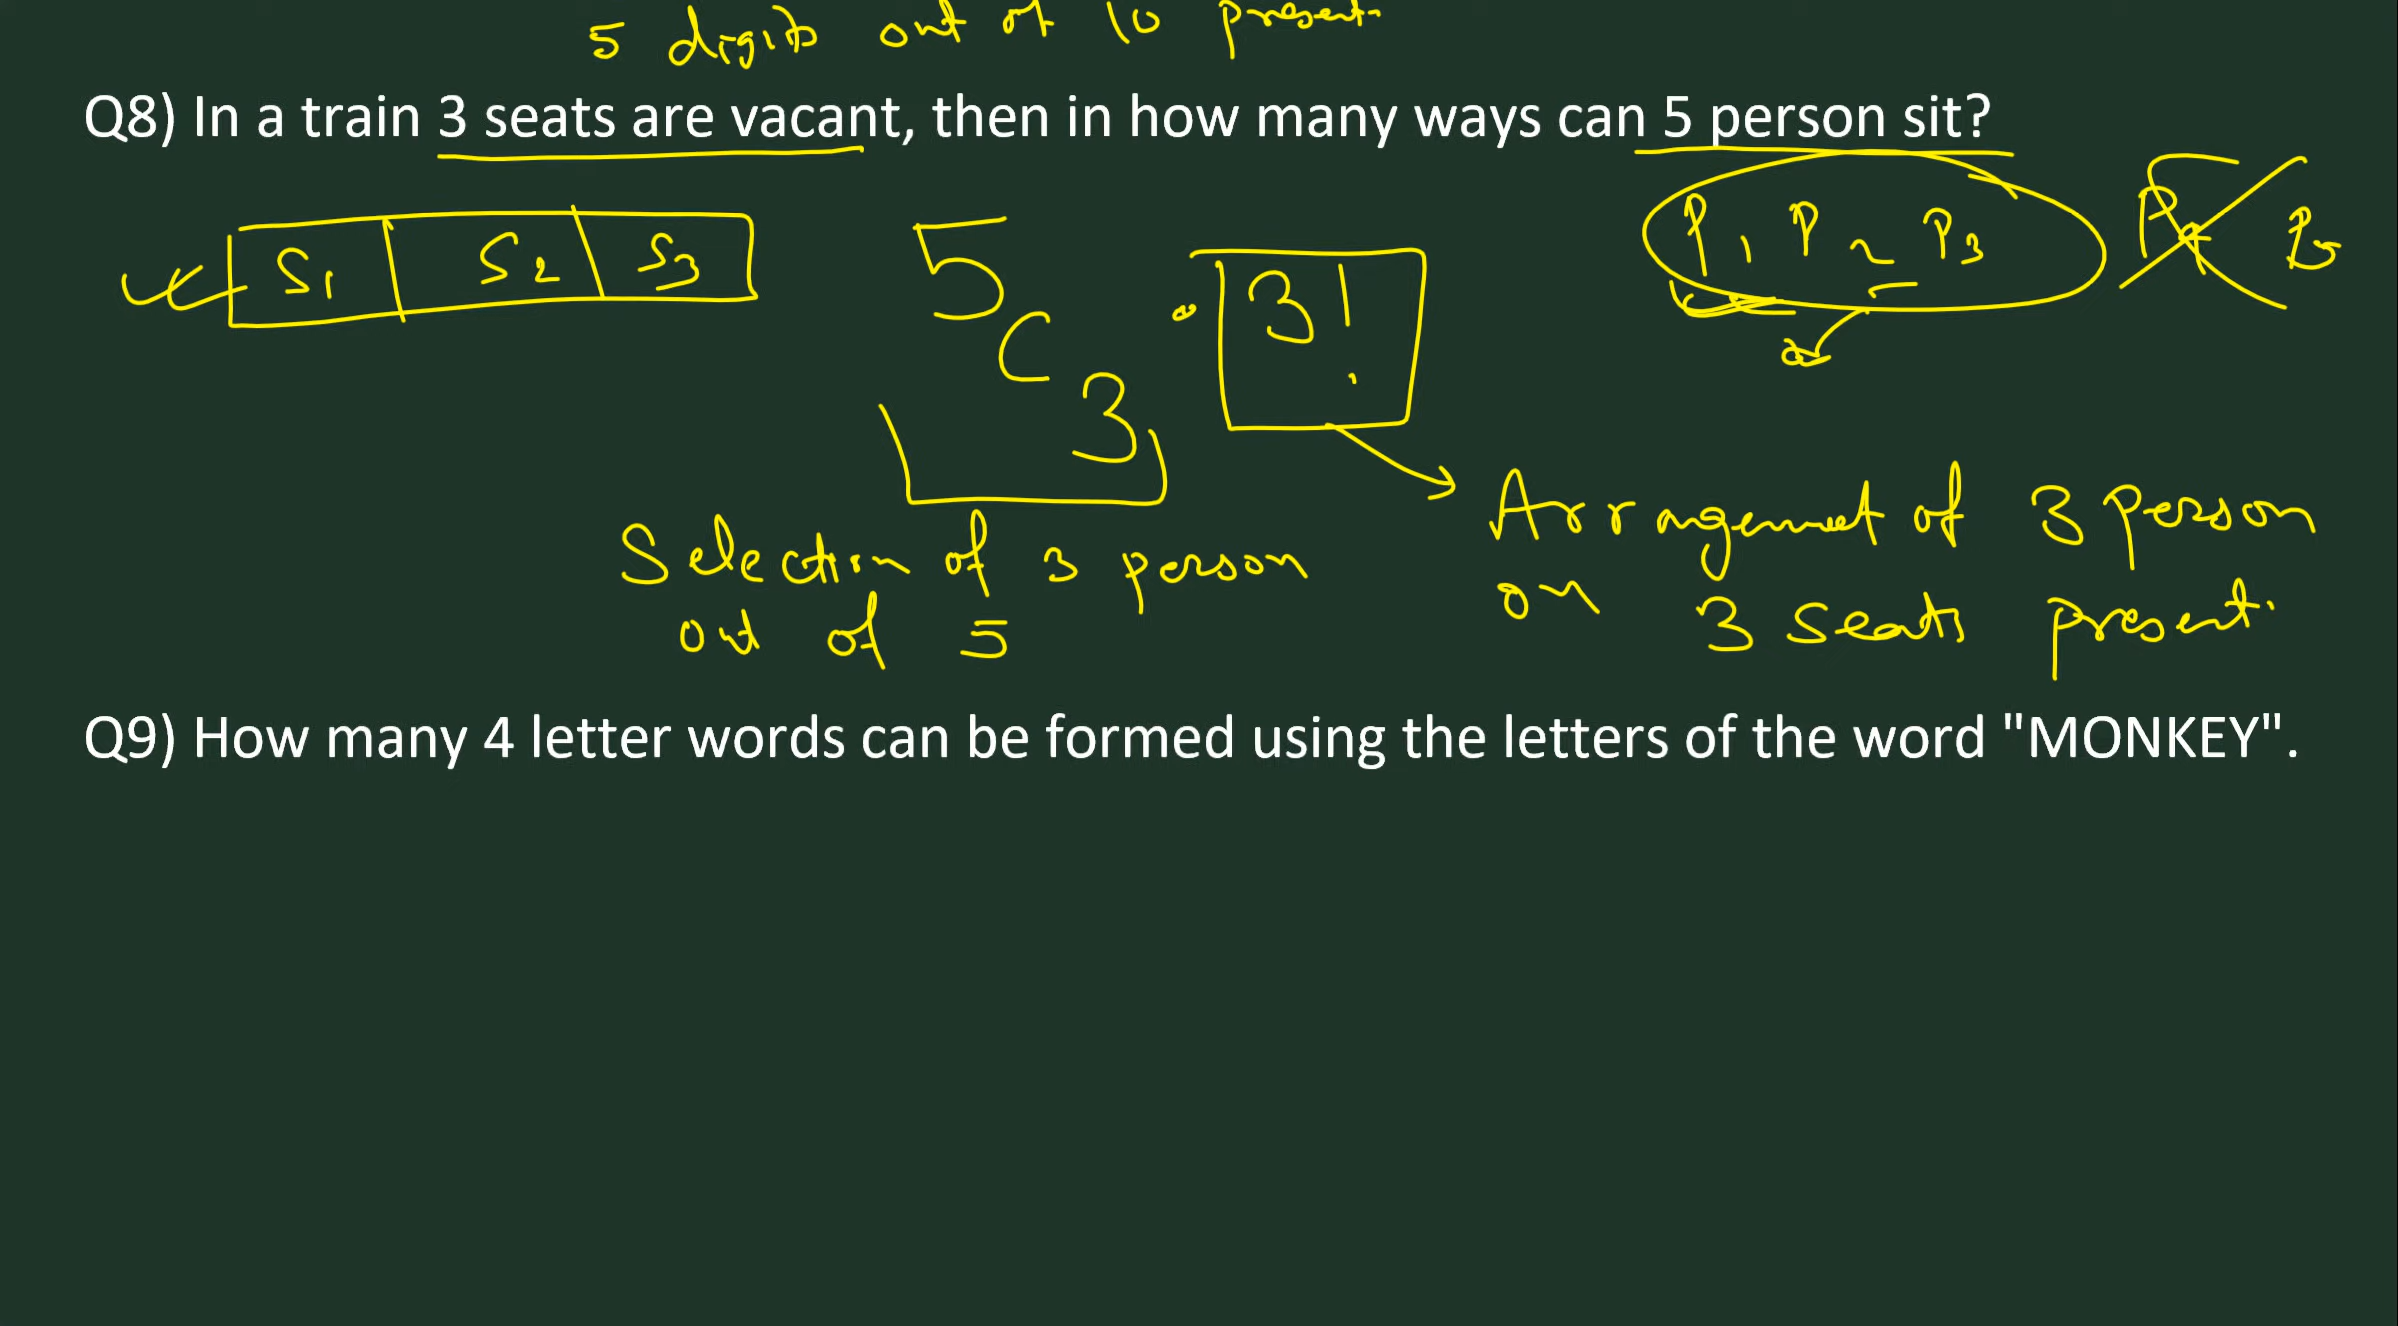 5 digits out of 10 present.
Q8) In a train 3 seats are vacant, then in how many ways can 5 person sit?
S1 S2 S3
5C3 · 3!
P1 P2 P3 P4 P5
Selection of 3 person
out of 5
Arrangement of 3 Person
on 3 seats present.
Q9) How many 4 letter words can be formed using the letters of the word "MONKEY".